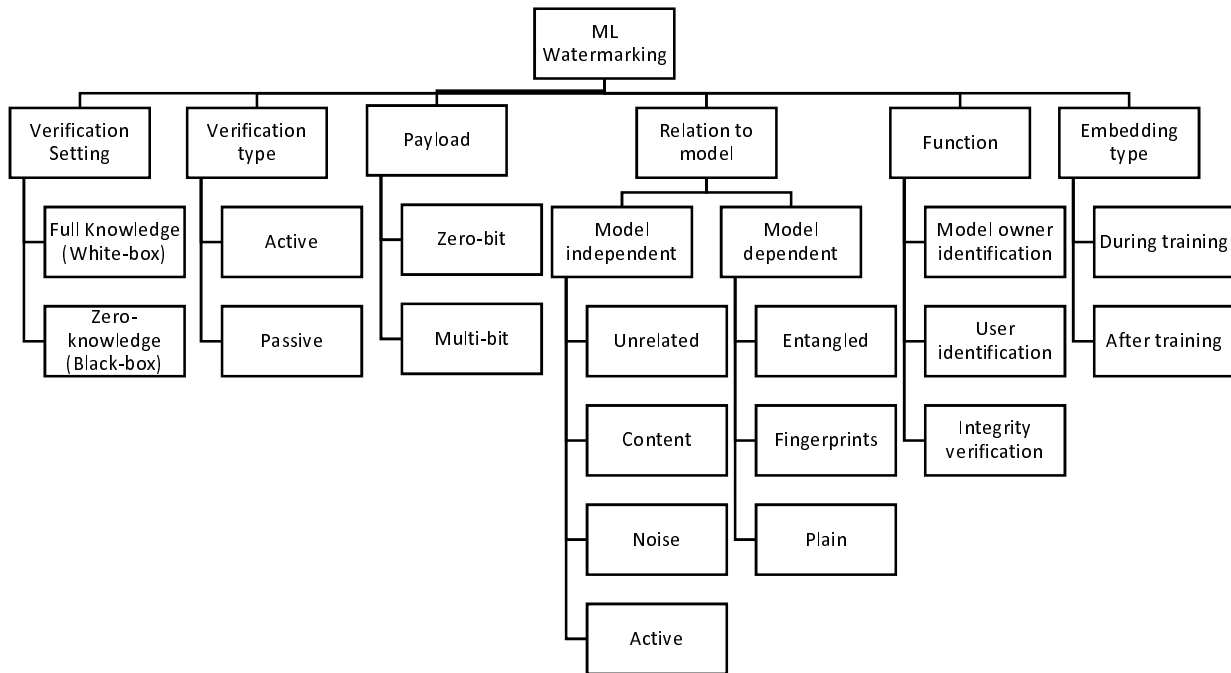 ML
Watermarking
Verification
Setting
Verification
type
Payload
Relation to
model
Function
Embedding
type
Full Knowledge
(White-box)
Zero-
knowledge
(Black-box)
Active
Passive
Zero-bit
Multi-bit
Model
independent
Unrelated
Content
Noise
Active
Model
dependent
Entangled
Fingerprints
Plain
Model owner
identification
User
identification
Integrity
verification
During training
After training